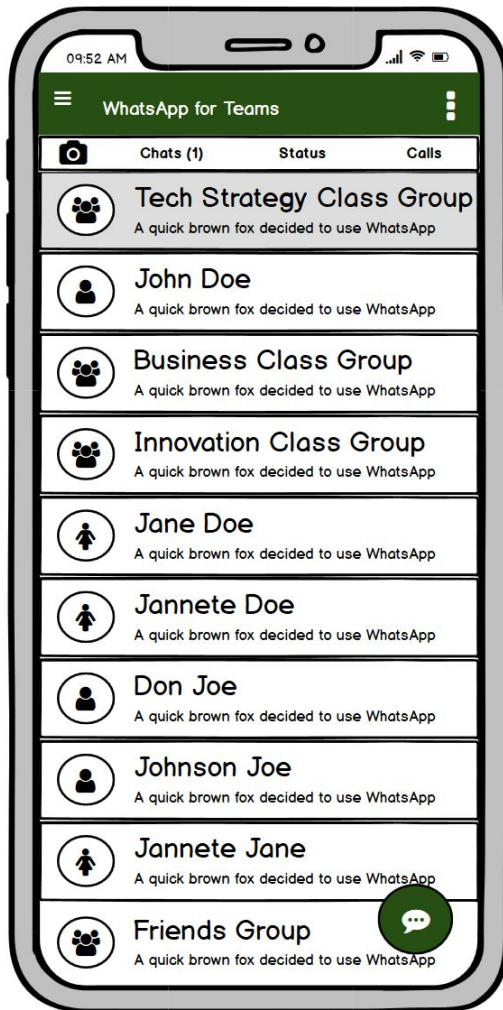 09:52 AM
WhatsApp for Teams
Chats (1) Status Calls
Tech Strategy Class Group
A quick brown fox decided to use WhatsApp
John Doe
A quick brown fox decided to use WhatsApp
Business Class Group
A quick brown fox decided to use WhatsApp
Innovation Class Group
A quick brown fox decided to use WhatsApp
Jane Doe
A quick brown fox decided to use WhatsApp
Jannete Doe
A quick brown fox decided to use WhatsApp
Don Joe
A quick brown fox decided to use WhatsApp
Johnson Joe
A quick brown fox decided to use WhatsApp
Jannete Jane
A quick brown fox decided to use WhatsApp
Friends Group
A quick brown fox decided to use WhatsApp